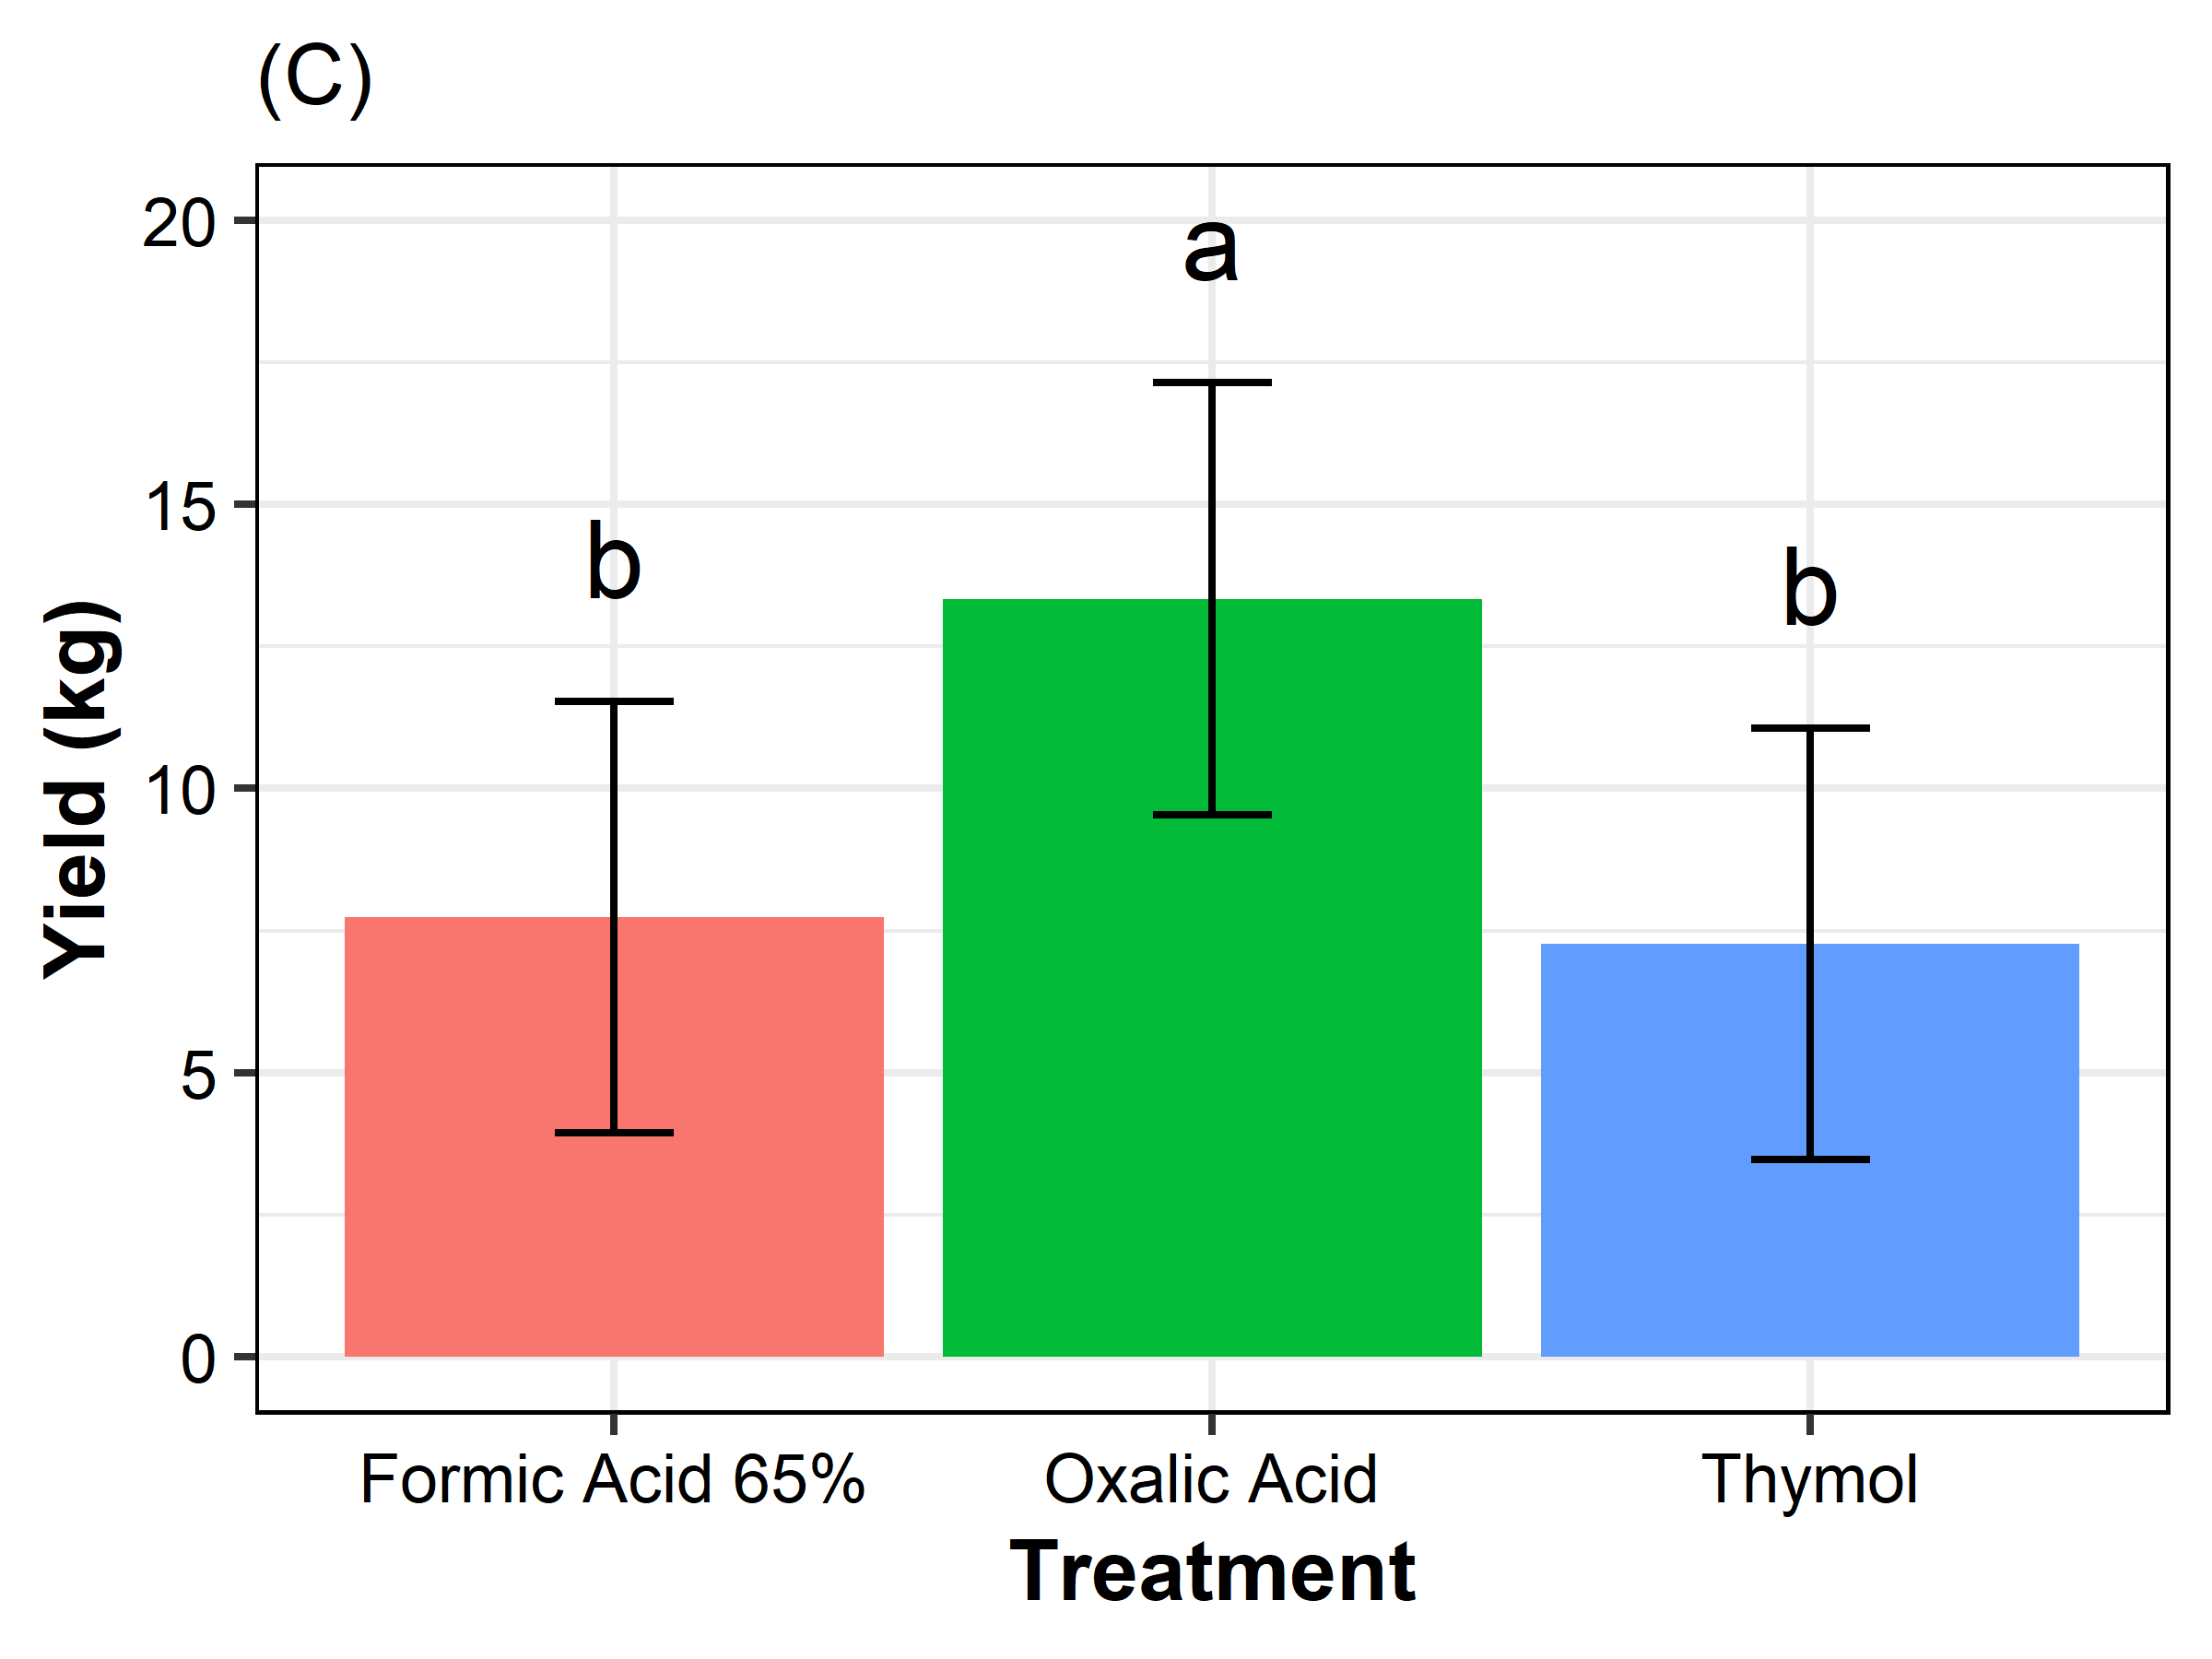 (C)
20
15
10
5
0
Yield (kg)
b
a
b
Formic Acid 65%
Oxalic Acid
Thymol
Treatment